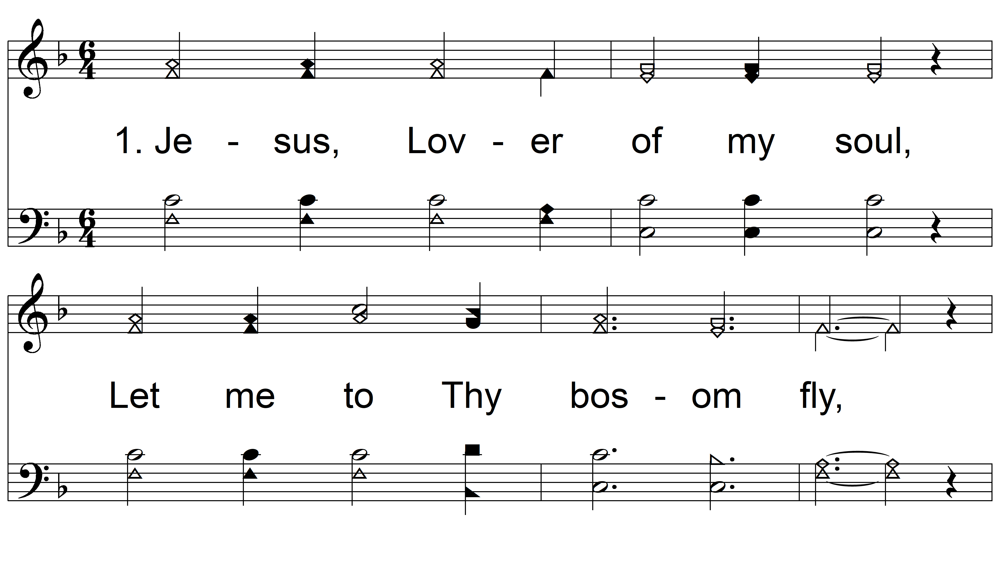 1. Je - sus, Lov - er of my soul,
Let me to Thy bos - om fly,